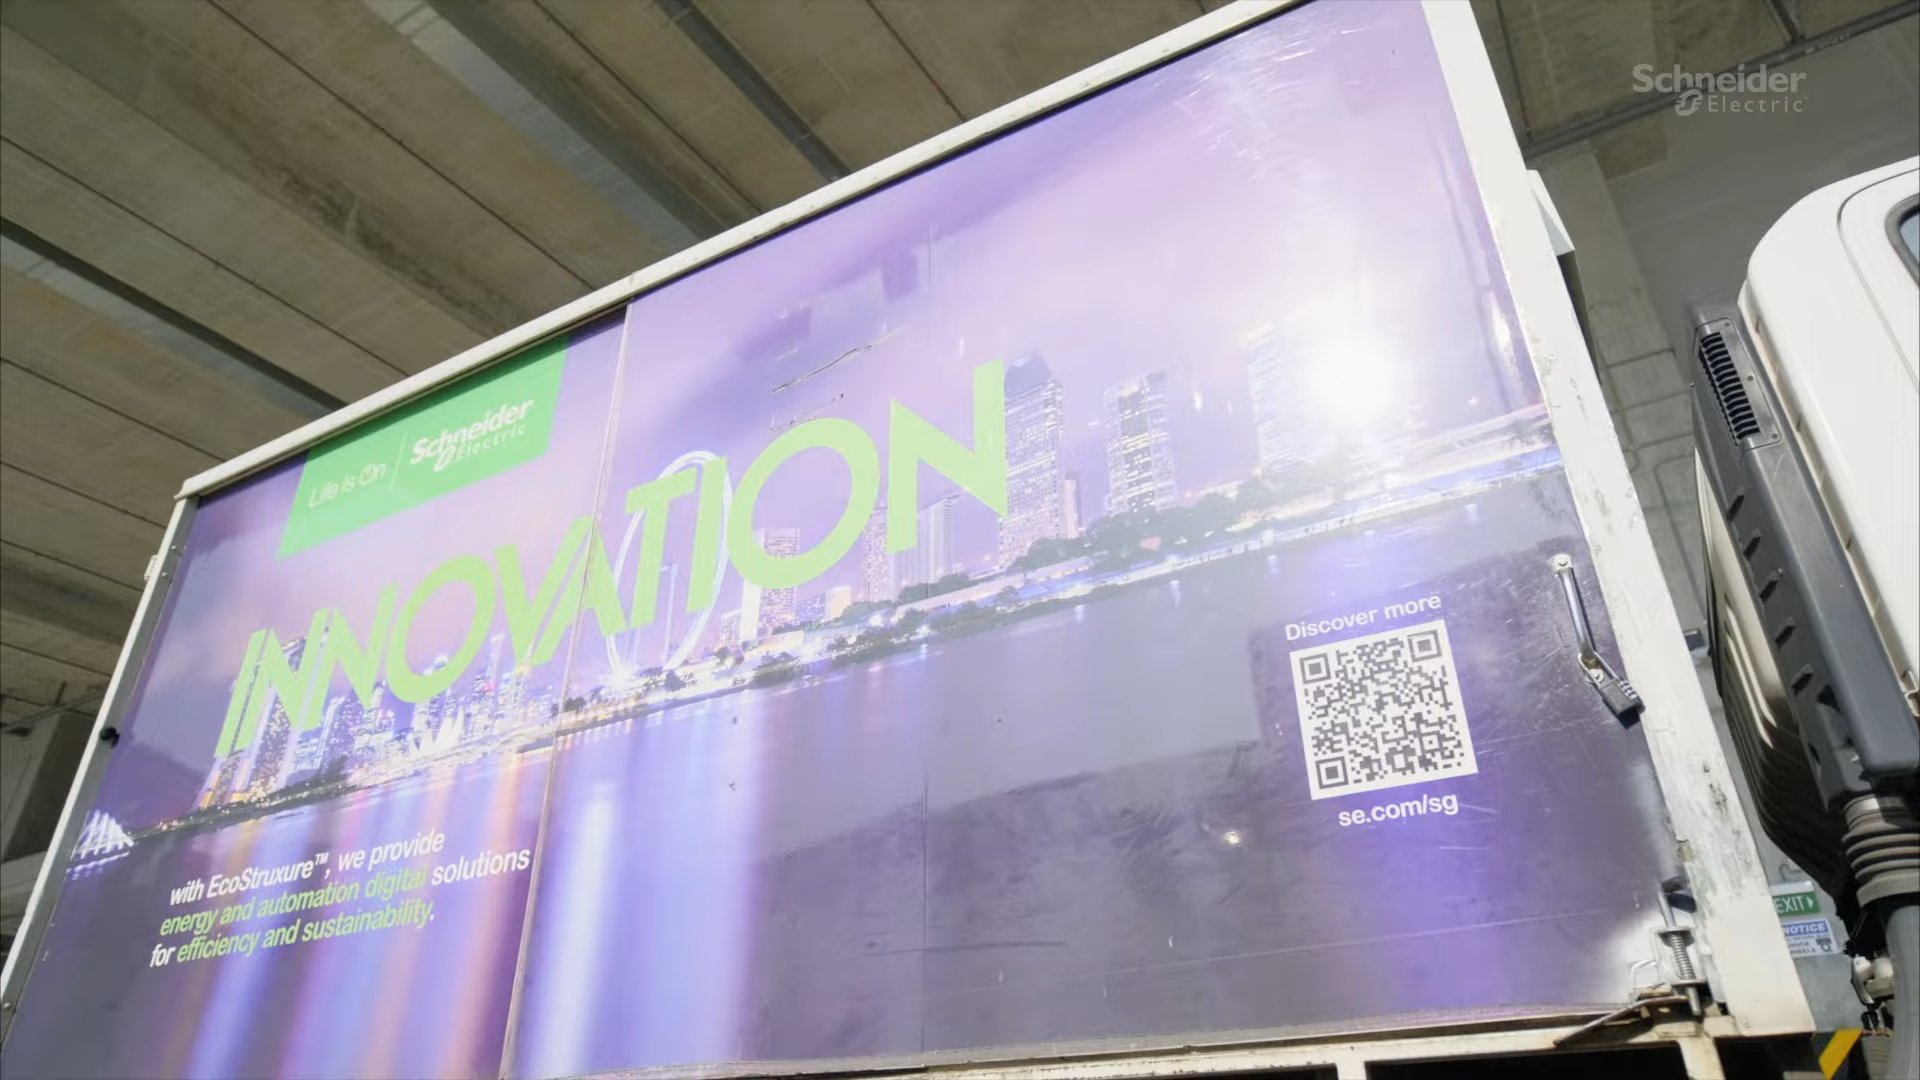 Schneider
Electric
Life is On
Schneider
Electric
INNOVATION
with EcoStruxure™, we provide
energy and automation digital solutions
for efficiency and sustainability.
Discover more
se.com/sg
EXIT
NOTICE